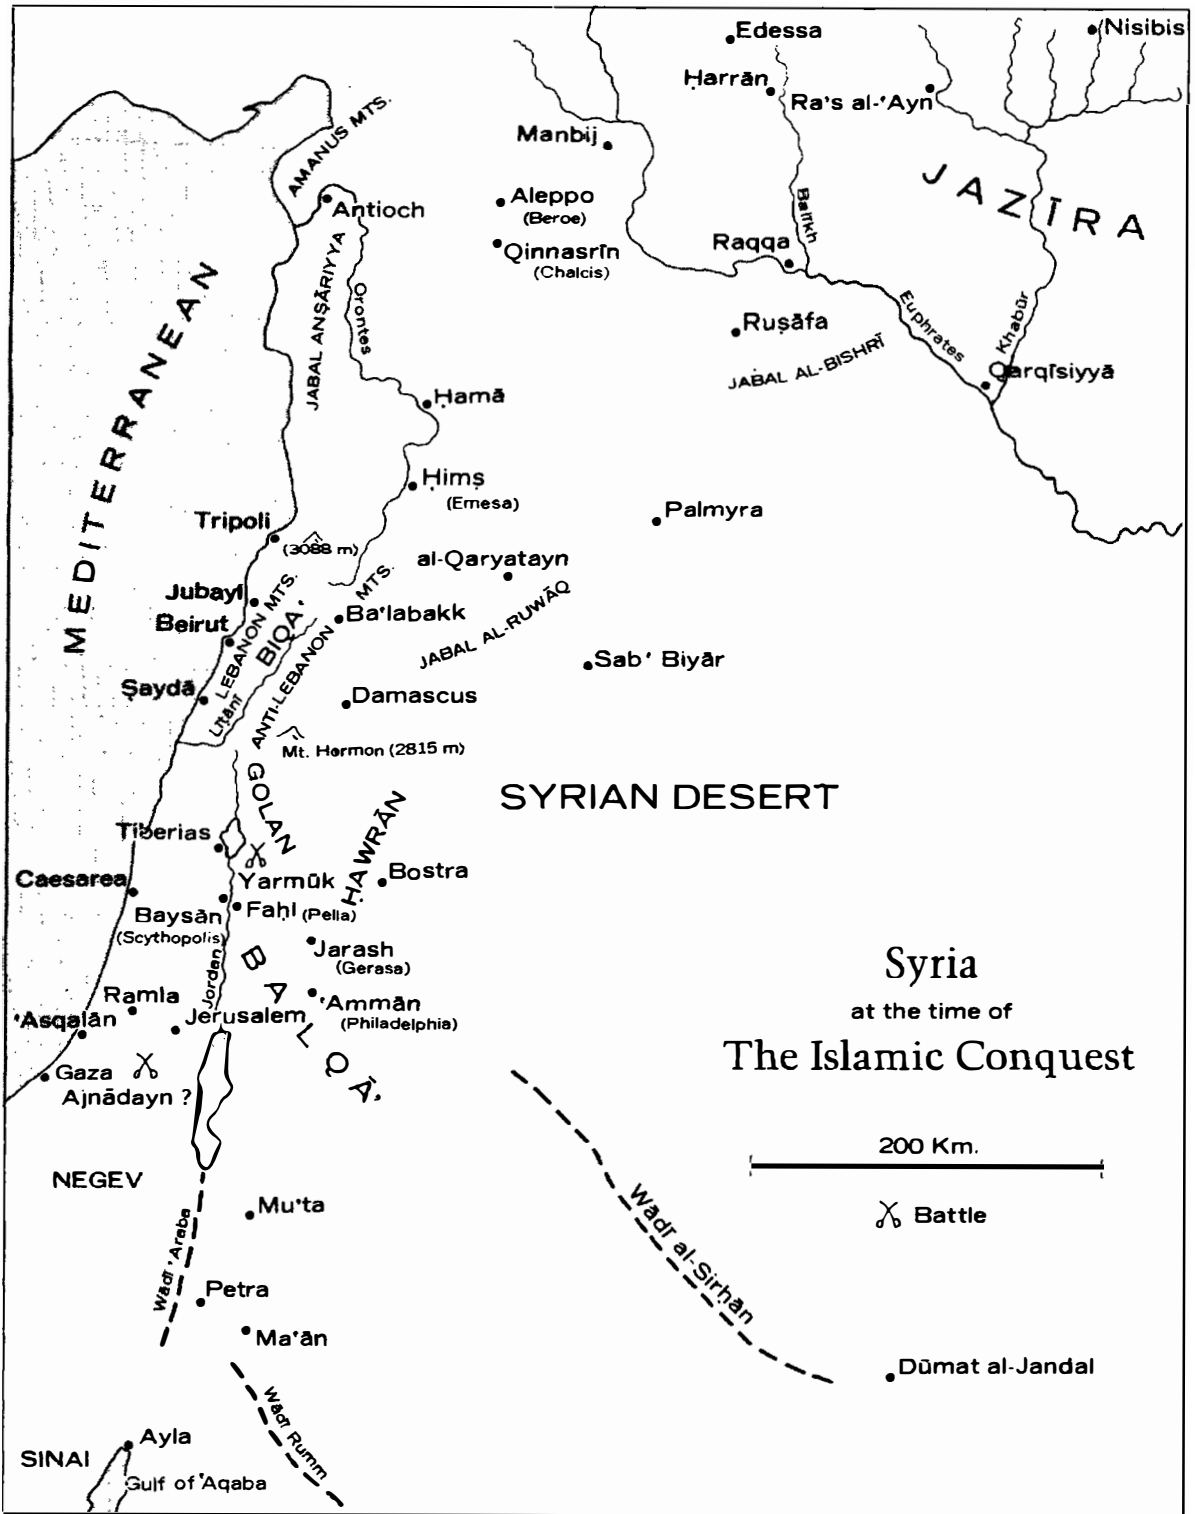 Edessa
Nisibis
Ḥarrān
Ra's al-'Ayn
AMANUS MTS.
Manbij
JAZĪRA
Aleppo
(Beroe)
Antioch
Balīkh
Raqqa
Qinnasrīn
(Chalcis)
MEDITERRANEAN
JABAL ANṢĀRIYYA
Orontes
Euphrates
Khabūr
Ruṣāfa
JABAL AL-BISHRĪ
Qarqīsiyyā
Ḥamā
Ḥimṣ
(Emesa)
Palmyra
Tripoli
(3088 m)
al-Qaryatayn
Jubayl
LEBANON MTS.
BIQA'
ANTI-LEBANON MTS.
Ba'labakk
Beirut
JABAL AL-RUWĀQ
Sab' Biyār
Ṣaydā
Līṭānī
Damascus
Mt. Hermon (2815 m)
GOLAN
SYRIAN DESERT
Tiberias
ḤAWRĀN
Caesarea
Yarmūk
Bostra
Baysān
(Scythopolis)
Faḥl (Pella)
Jordan
BALQĀ'
Jarash
(Gerasa)
Syria
at the time of
The Islamic Conquest
Ramla
'Asqalān
Jerusalem
'Ammān
(Philadelphia)
Gaza
Ajnādayn ?
200 Km.
NEGEV
Battle
Mu'ta
Wādī 'Araba
Wādī al-Sirḥān
Petra
Ma'ān
Dūmat al-Jandal
Wādī Rumm
Ayla
SINAI
Gulf of 'Aqaba